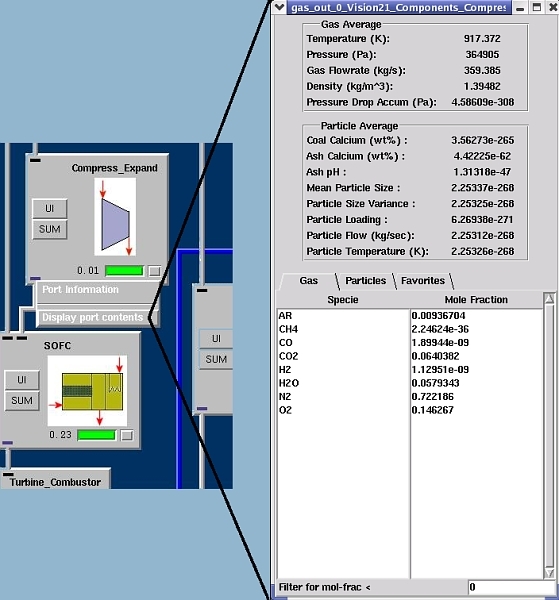 Compress_Expand
UI
SUM
0.01
Port Information
Display port contents
SOFC
UI
SUM
0.23
UI
SUM
Turbine_Combustor
gas_out_0_Vision21_Components_Compres
Gas Average
Temperature (K): 917.372
Pressure (Pa): 364905
Gas Flowrate (kg/s): 359.385
Density (kg/m^3): 1.39482
Pressure Drop Accum (Pa): 4.58609e-308
Particle Average
Coal Calcium (wt%) : 3.56273e-265
Ash Calcium (wt%) : 4.42225e-62
Ash pH : 1.31318e-47
Mean Particle Size : 2.25337e-268
Particle Size Variance : 2.25325e-268
Particle Loading : 6.26938e-271
Particle Flow (kg/sec): 2.25312e-268
Particle Temperature (K): 2.25326e-268
Gas Particles Favorites
Specie Mole Fraction
AR 0.00936704
CH4 2.24624e-36
CO 1.89944e-09
CO2 0.0640382
H2 1.12951e-09
H2O 0.0579343
N2 0.722186
O2 0.146267
Filter for mol-frac < 0